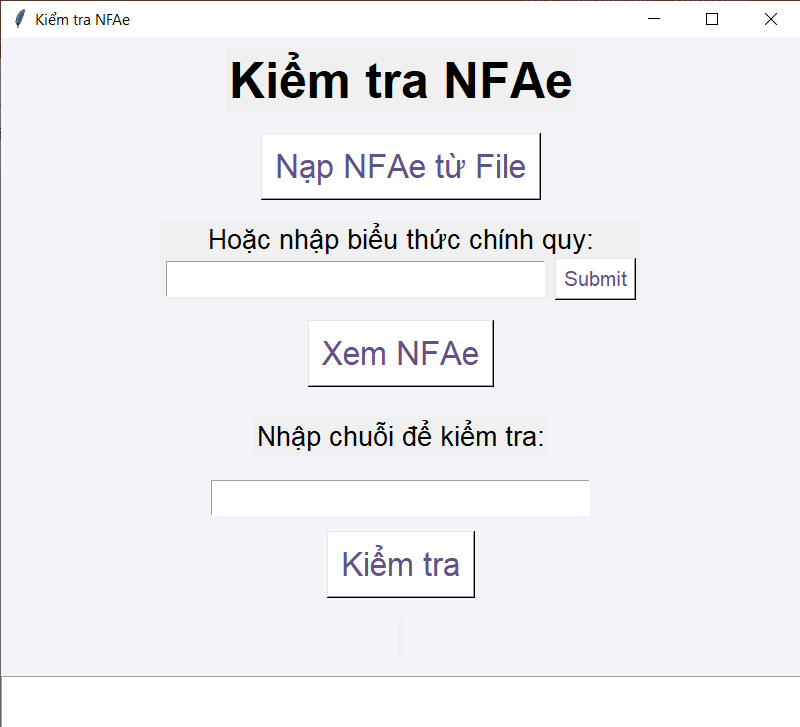 Kiểm tra NFAe
Kiểm tra NFAe
Nạp NFAe từ File
Hoặc nhập biểu thức chính quy:
Submit
Xem NFAe
Nhập chuỗi để kiểm tra:
Kiểm tra